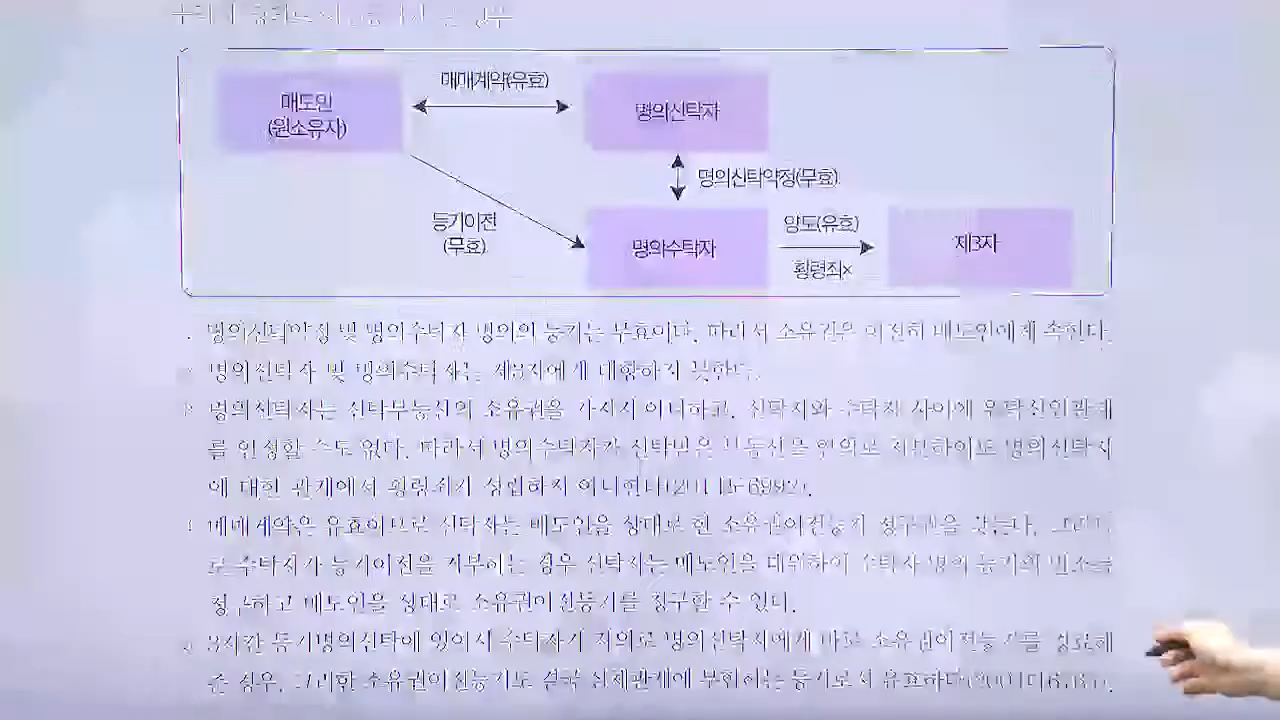 매매계약(유효)
매도인
(원소유자)
명의신탁자
명의신탁약정(무효)
등기이전
(무효)
명의수탁자
양도(유효)
횡령죄×
제3자
명의신탁약정 및 명의수탁자 명의의 등기는 무효이다. 따라서 소유권은 여전히 매도인에게 속한다.
명의신탁자 및 명의수탁자는 제3자에게 대항하지 못한다.
명의신탁자는 신탁부동산의 소유권을 가지지 아니하고, 신탁자와 수탁자 사이에 위탁신임관계
를 인정할 수도 없다. 따라서 명의수탁자가 신탁받은 부동산을 임의로 처분하여도 명의신탁자
에 대한 관계에서 횡령죄가 성립하지 아니한다
매매계약은 유효이므로 신탁자는 매도인을 상대로 한 소유권이전등기 청구권을 갖는다.
로 수탁자가 등기이전을 거부하는 경우 신탁자는 매도인을 대위하여 수탁자 명의 등기의 말소를
청구하고 매도인을 상대로 소유권이전등기를 청구할 수 있다.
3자간 등기명의신탁에 있어서 수탁자가 자의로 명의신탁자에게 바로 소유권이전등기를 경료해
준 경우, 그러한 소유권이전등기도 결국 실체관계에 부합하는 등기로서 유효하다